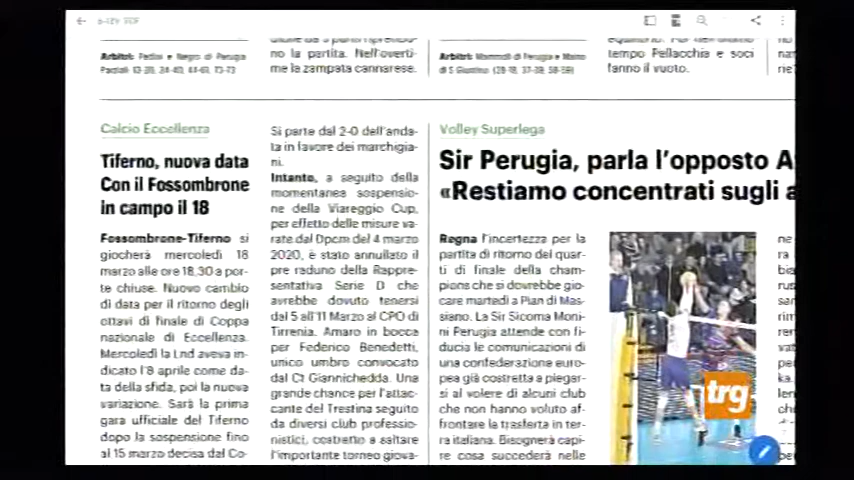 no la partita. Nell'overti-
me la zampata cannarese.
tempo Pellacchia e soci
fanno il vuoto.
Calcio Eccellenza
Tiferno, nuova data
Con il Fossombrone
in campo il 18
Fossombrone-Tiferno si
giocherà mercoledì 18
marzo alle ore 18,30 a por-
te chiuse. Nuovo cambio
di data per il ritorno degli
ottavi di finale di Coppa
nazionale di Eccellenza.
Mercoledì la Lnd aveva in-
dicato l'8 aprile come da-
ta della sfida, poi la nuova
variazione. Sarà la prima
gara ufficiale del Tiferno
dopo la sospensione fino
al 15 marzo decisa dal Co-
Si parte dal 2-0 dell'anda-
ta in favore dei marchigia-
ni.
Intanto, a seguito della
momentanea sospensio-
ne della Viareggio Cup,
per effetto delle misure va-
rate dal Dpcm del 4 marzo
2020, è stato annullato il
pre raduno della Rappre-
sentativa Serie D che
avrebbe dovuto tenersi
dal 5 all'11 Marzo al CPO di
Tirrenia. Amaro in bocca
per Federico Benedetti,
unico umbro convocato
dal Ct Giannichedda. Una
grande chance per l'attac-
cante del Trestina seguito
da diversi club professio-
nistici, costretto a saltare
l'importante torneo giova-
Volley Superlega
Sir Perugia, parla l'opposto A
«Restiamo concentrati sugli a
Regna l'incertezza per la
partita di ritorno del quar-
ti di finale della cham-
pions che si dovrebbe gio-
care martedì a Pian di Mas-
siano. La Sir Sicoma Moni-
ni Perugia attende con fi-
ducia le comunicazioni di
una confederazione euro-
pea già costretta a piegar-
si al volere di alcuni club
che non hanno voluto af-
frontare la trasferta in ter-
ra italiana. Bisognerà capi-
re cosa succederà nelle
trg